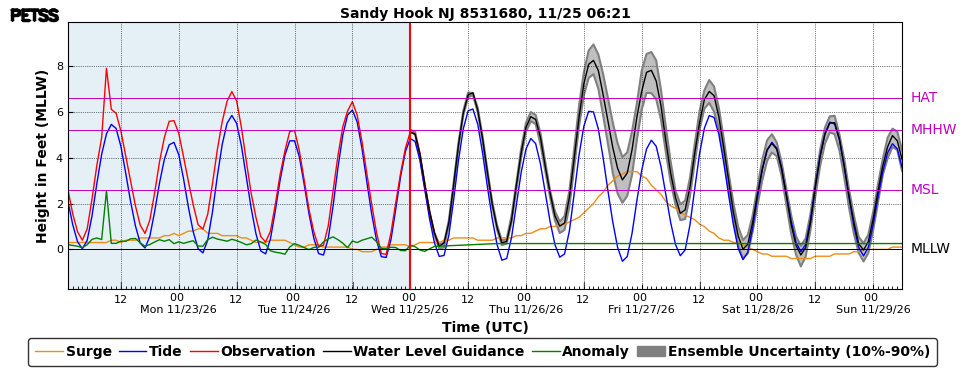 PETSS
Sandy Hook NJ 8531680, 11/25 06:21
Height in Feet (MLLW)
8
6
4
2
0
HAT
MHHW
MSL
MLLW
12 00 12 00 12 00 12 00 12 00 12 00 12 00
Mon 11/23/26 Tue 11/24/26 Wed 11/25/26 Thu 11/26/26 Fri 11/27/26 Sat 11/28/26 Sun 11/29/26
Time (UTC)
Surge Tide Observation Water Level Guidance Anomaly Ensemble Uncertainty (10%-90%)